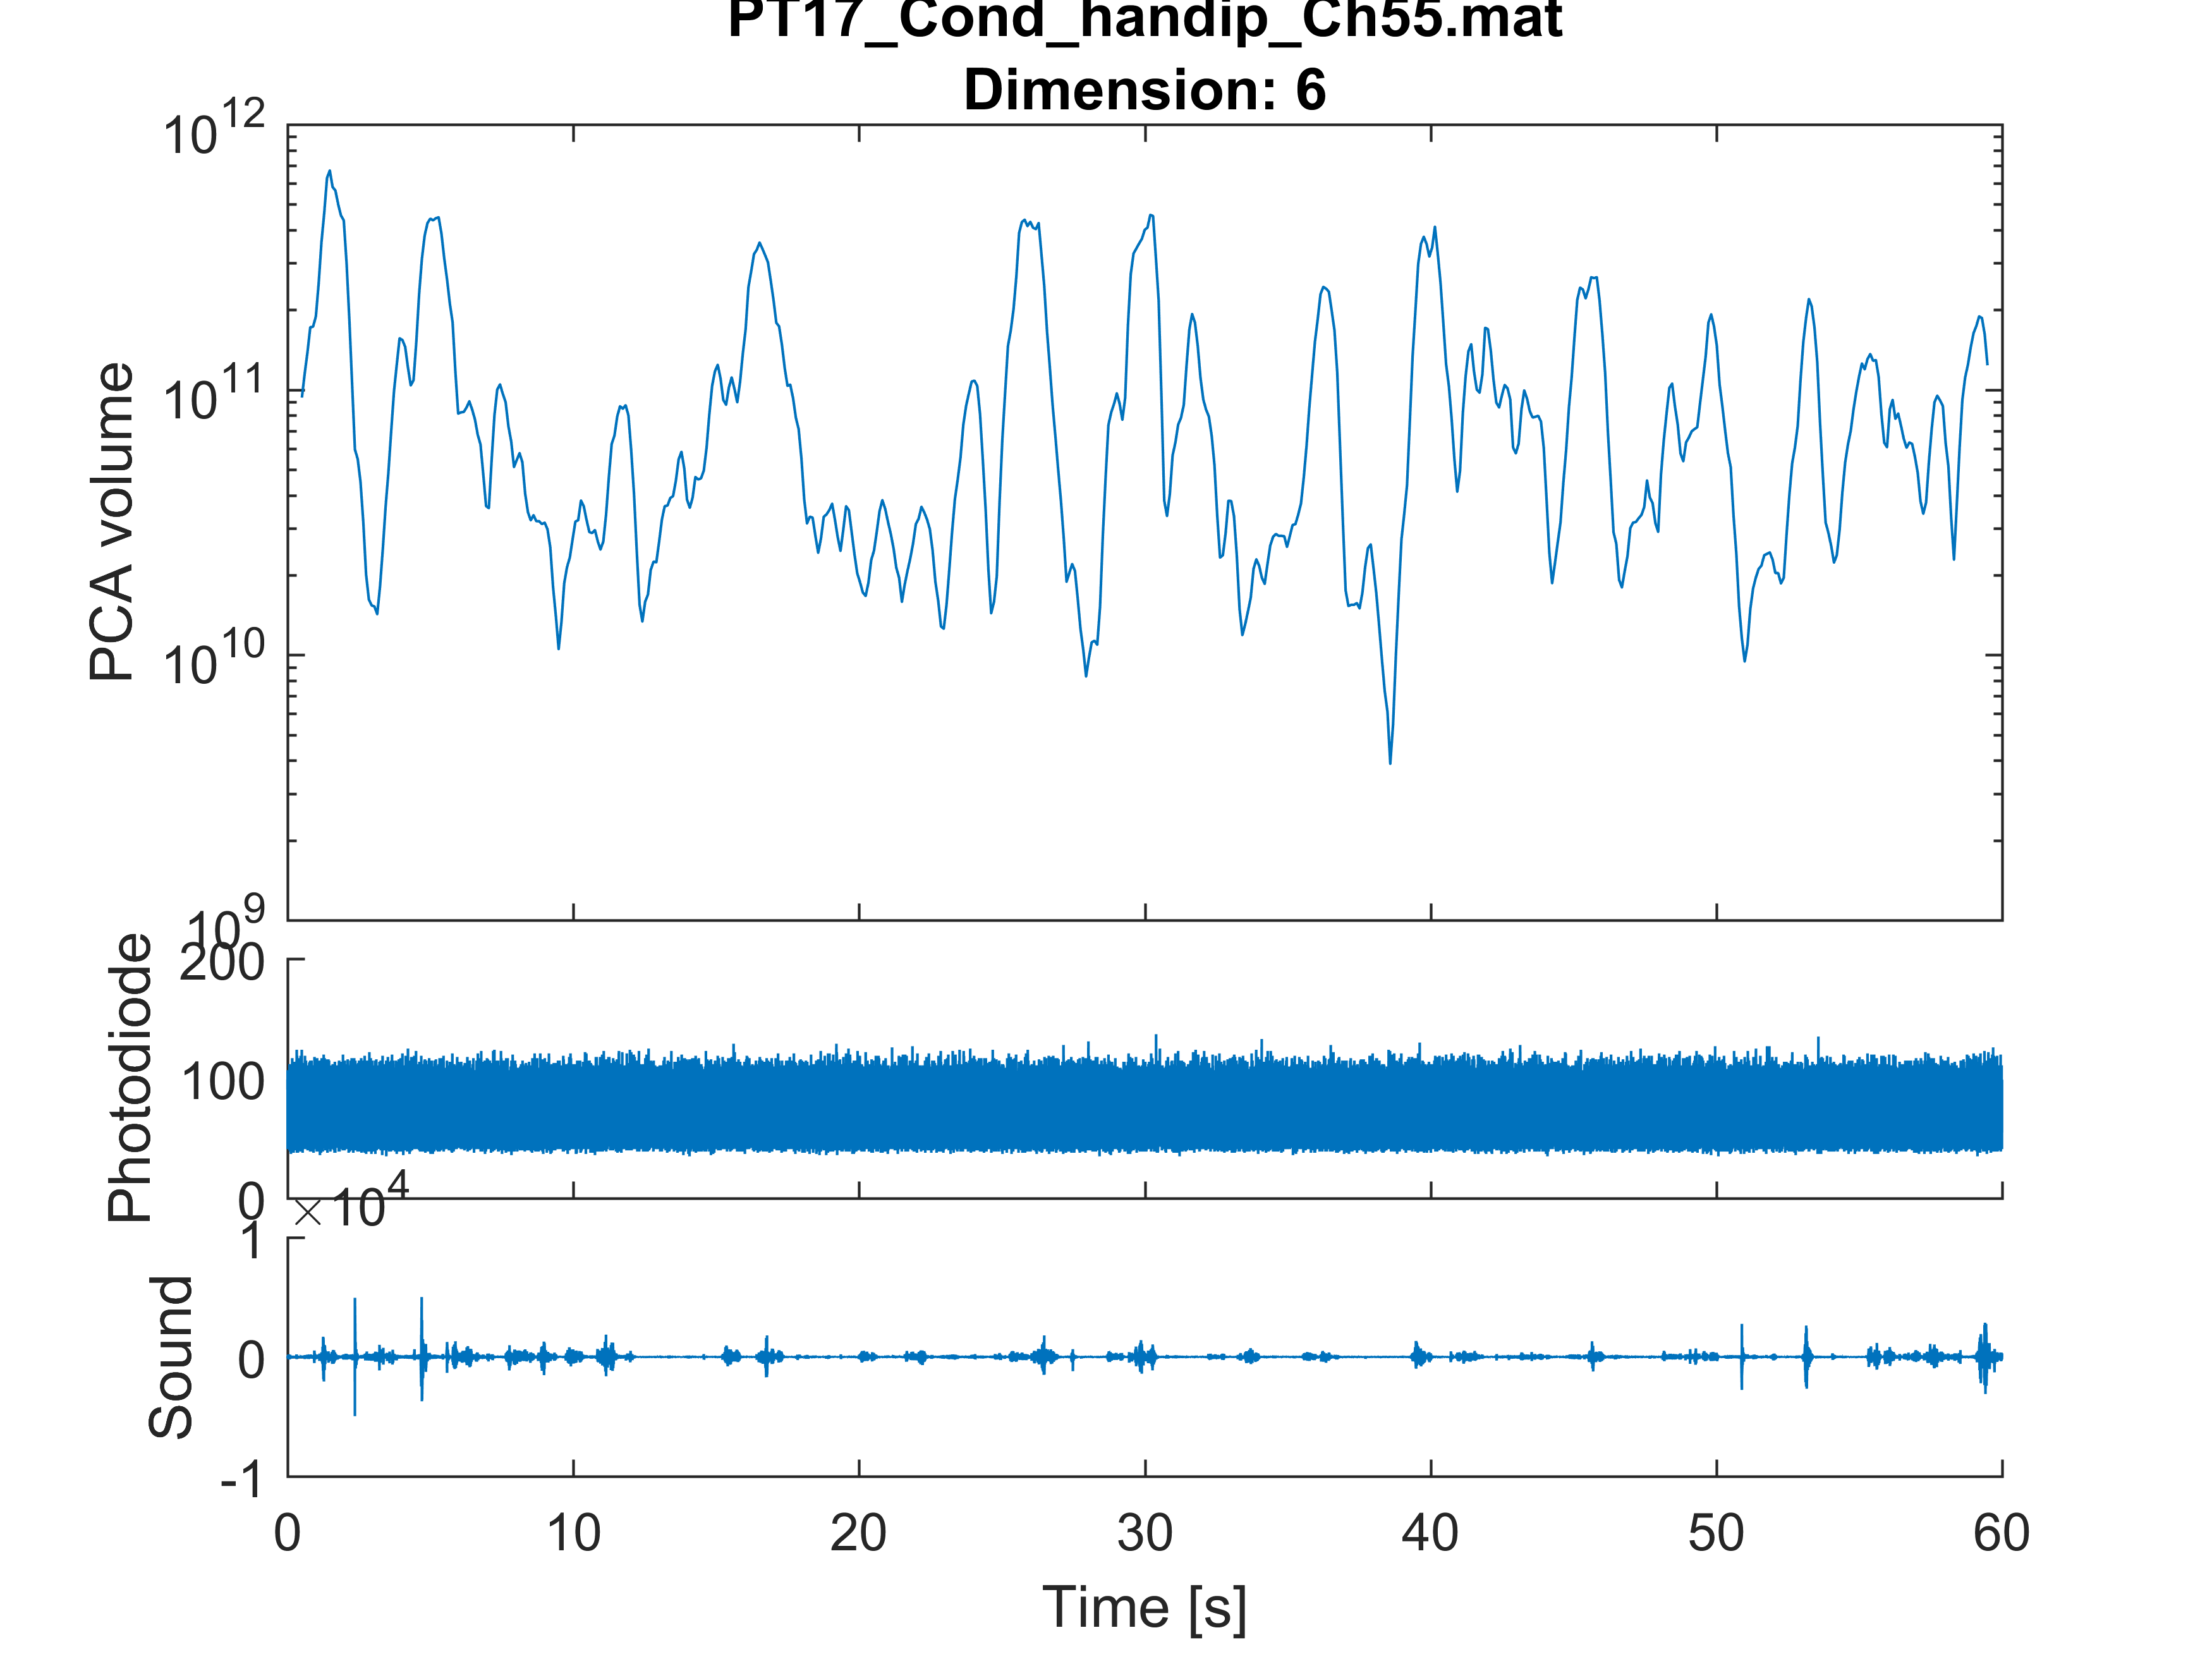 PT17_Cond_handip_Ch55.mat
Dimension: 6
10^12
10^11
10^10
10^9
PCA volume
200
100
0
Photodiode
×10^4
1
0
-1
Sound
0 10 20 30 40 50 60
Time [s]